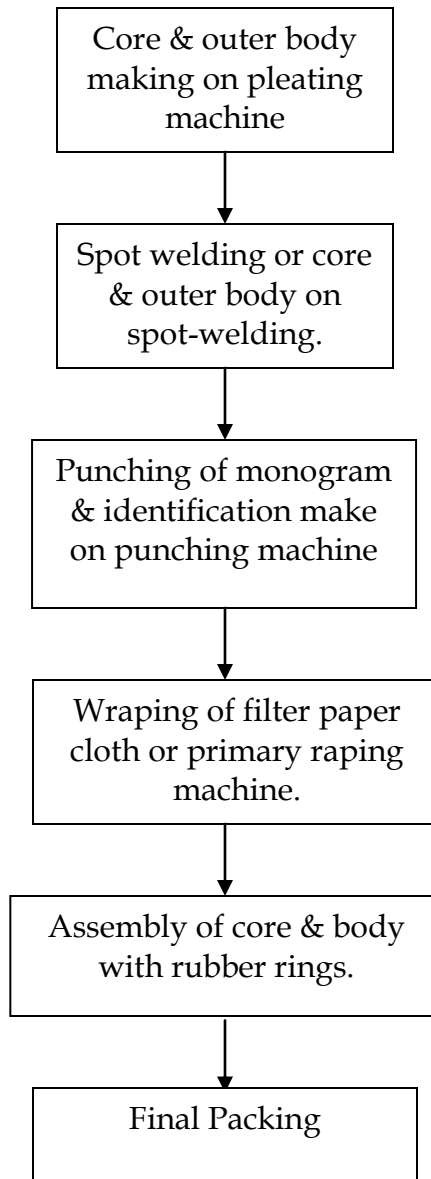 Core & outer body
making on pleating
machine
Spot welding or core
& outer body on
spot-welding.
Punching of monogram
& identification make
on punching machine
Wraping of filter paper
cloth or primary raping
machine.
Assembly of core & body
with rubber rings.
Final Packing